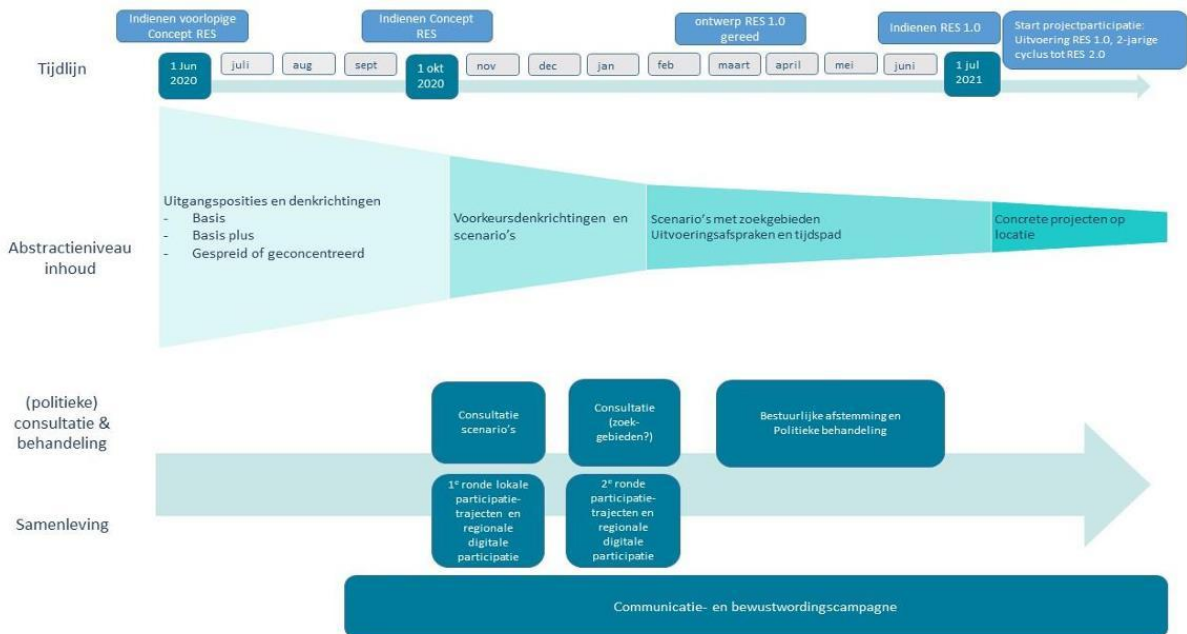 Indienen voorlopige
Concept RES
Indienen Concept
RES
ontwerp RES 1.0
gereed
Indienen RES 1.0
Start projectparticipatie:
Uitvoering RES 1.0, 2-jarige
cyclus tot RES 2.0
Tijdlijn
1 Jun
2020
juli
aug
sept
1 okt
2020
nov
dec
jan
feb
maart
april
mei
juni
1 jul
2021
Abstractieniveau
inhoud
Uitgangsposities en denkrichtingen
- Basis
- Basis plus
- Gespreid of geconcentreerd
Voorkeursdenkrichtingen en
scenario's
Scenario's met zoekgebieden
Uitvoeringsafspraken en tijdspad
Concrete projecten op
locatie
(politieke)
consultatie &
behandeling
Consultatie
scenario's
Consultatie
(zoek-
gebieden?)
Bestuurlijke afstemming en
Politieke behandeling
Samenleving
1e ronde lokale
participatie-
trajecten en
regionale
digitale
participatie
2e ronde
participatie-
trajecten en
regionale
digitale
participatie
Communicatie- en bewustwordingscampagne